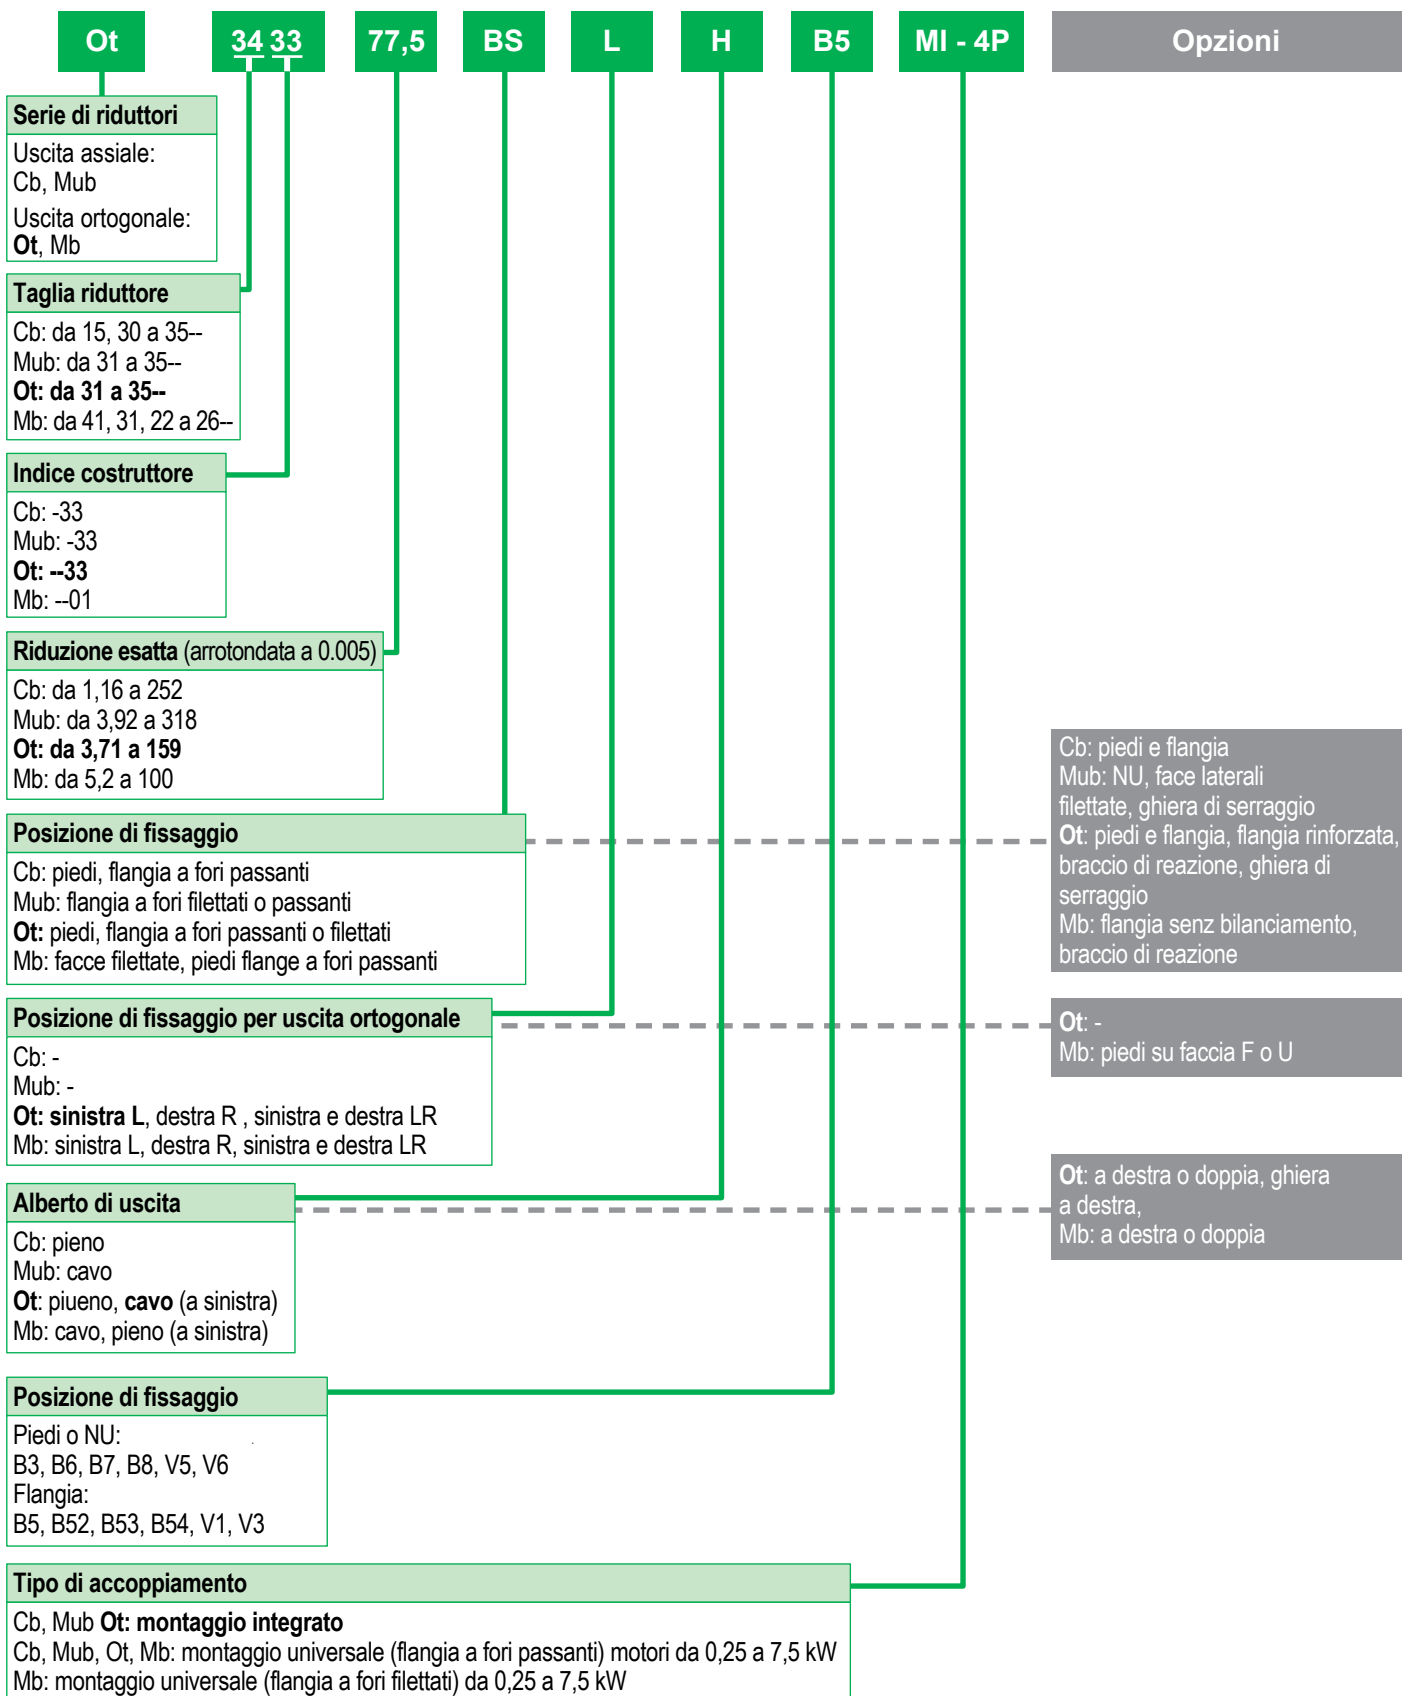 Ot 34 33 77,5 BS L H B5 MI - 4P Opzioni
Serie di riduttori
Uscita assiale:
Cb, Mub
Uscita ortogonale:
Ot, Mb
Taglia riduttore
Cb: da 15, 30 a 35--
Mub: da 31 a 35--
Ot: da 31 a 35--
Mb: da 41, 31, 22 a 26--
Indice costruttore
Cb: -33
Mub: -33
Ot: --33
Mb: --01
Riduzione esatta (arrotondata a 0.005)
Cb: da 1,16 a 252
Mub: da 3,92 a 318
Ot: da 3,71 a 159
Mb: da 5,2 a 100
Posizione di fissaggio
Cb: piedi, flangia a fori passanti
Mub: flangia a fori filettati o passanti
Ot: piedi, flangia a fori passanti o filettati
Mb: facce filettate, piedi flange a fori passanti
Cb: piedi e flangia
Mub: NU, face laterali
filettate, ghiera di serraggio
Ot: piedi e flangia, flangia rinforzata,
braccio di reazione, ghiera di
serraggio
Mb: flangia senz bilanciamento,
braccio di reazione
Posizione di fissaggio per uscita ortogonale
Cb: -
Mub: -
Ot: sinistra L, destra R , sinistra e destra LR
Mb: sinistra L, destra R, sinistra e destra LR
Ot: -
Mb: piedi su faccia F o U
Alberto di uscita
Cb: pieno
Mub: cavo
Ot: piueno, cavo (a sinistra)
Mb: cavo, pieno (a sinistra)
Ot: a destra o doppia, ghiera
a destra,
Mb: a destra o doppia
Posizione di fissaggio
Piedi o NU:
B3, B6, B7, B8, V5, V6
Flangia:
B5, B52, B53, B54, V1, V3
Tipo di accoppiamento
Cb, Mub Ot: montaggio integrato
Cb, Mub, Ot, Mb: montaggio universale (flangia a fori passanti) motori da 0,25 a 7,5 kW
Mb: montaggio universale (flangia a fori filettati) da 0,25 a 7,5 kW